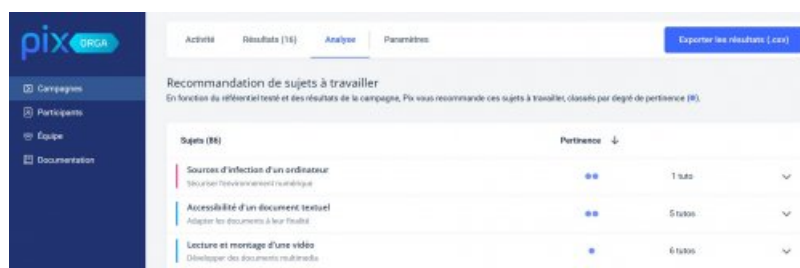 pix ORGA
Activité Résultats (16) Analyse Paramètres Exporter les résultats (.csv)
Campagnes
Participants
Équipe
Documentation
Recommandation de sujets à travailler
En fonction du référentiel testé et des résultats de la campagne, Pix vous recommande ces sujets à travailler, classés par degré de pertinence (●).
Sujets (86) Pertinence ↓
Sources d'infection d'un ordinateur 1 tuto
Sécuriser l'environnement numérique
Accessibilité d'un document textuel 5 tutos
Adapter les documents à leur finalité
Lecture et montage d'une vidéo 6 tutos
Développer des documents multimedia